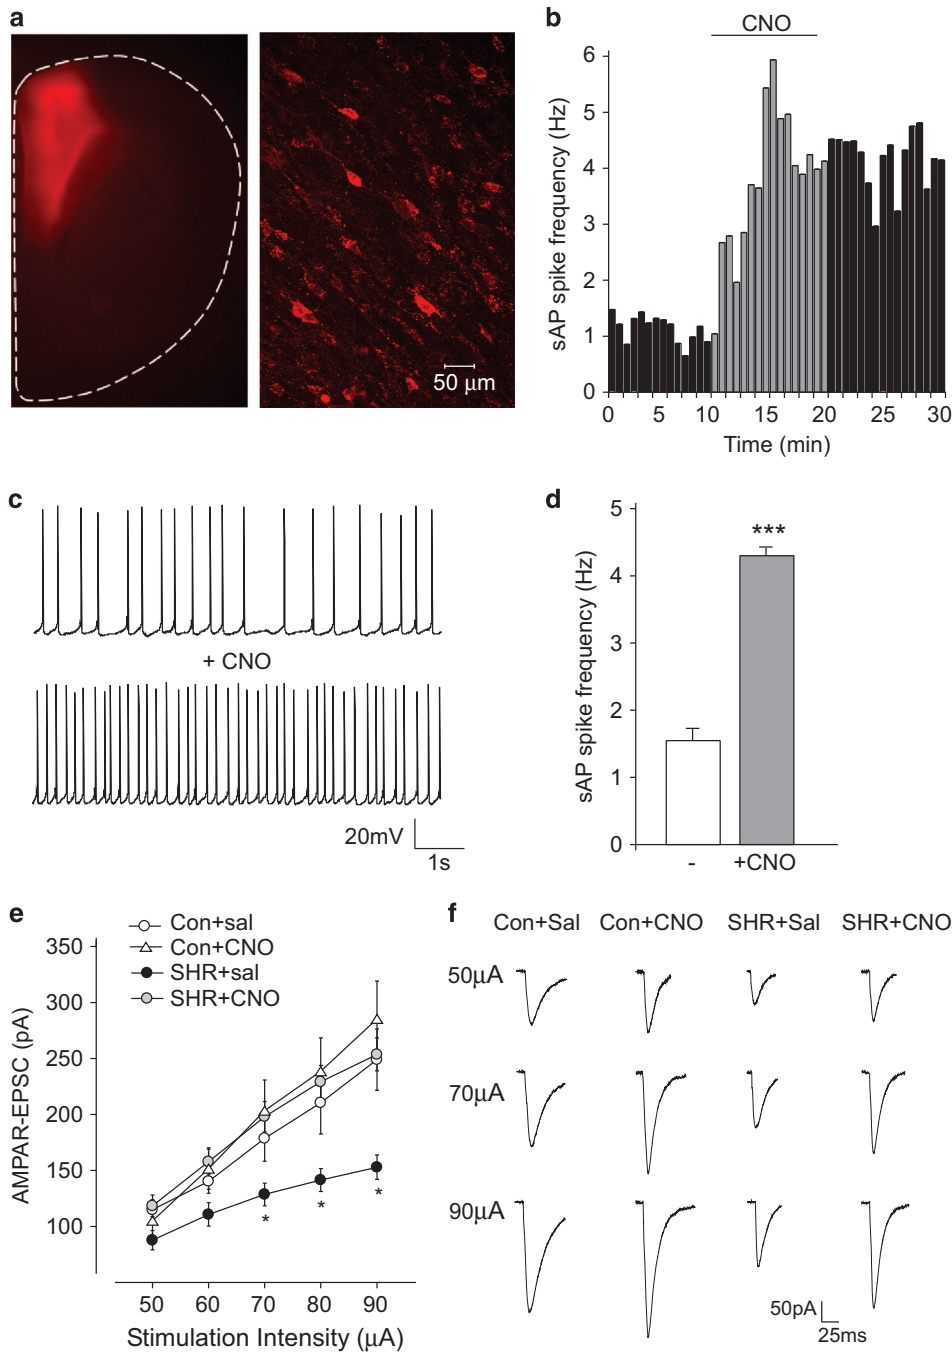 a
50 μm
b
CNO
sAP spike frequency (Hz)
6
5
4
3
2
1
0
0 5 10 15 20 25 30
Time (min)
c
+ CNO
20mV
1s
d
***
sAP spike frequency (Hz)
5
4
3
2
1
0
- +CNO
e
Con+sal
Con+CNO
SHR+sal
SHR+CNO
AMPAR-EPSC (pA)
350
300
250
200
150
100
* * *
50 60 70 80 90
Stimulation Intensity (μA)
f
Con+Sal Con+CNO SHR+Sal SHR+CNO
50μA
70μA
90μA
50pA
25ms